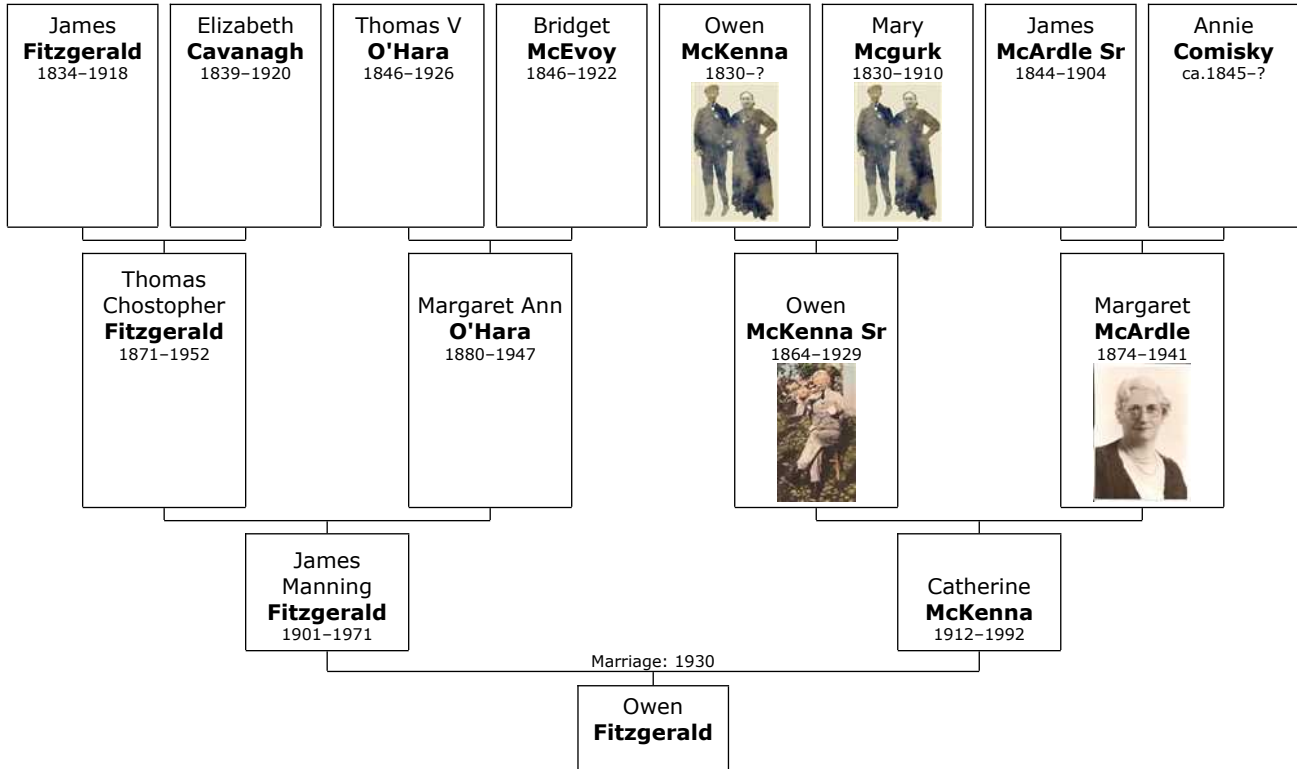 James
Fitzgerald
1834–1918
Elizabeth
Cavanagh
1839–1920
Thomas V
O'Hara
1846–1926
Bridget
McEvoy
1846–1922
Owen
McKenna
1830–?
Mary
Mcgurk
1830–1910
James
McArdle Sr
1844–1904
Annie
Comisky
ca.1845–?
Thomas
Chostopher
Fitzgerald
1871–1952
Margaret Ann
O'Hara
1880–1947
Owen
McKenna Sr
1864–1929
Margaret
McArdle
1874–1941
James
Manning
Fitzgerald
1901–1971
Catherine
McKenna
1912–1992
Marriage: 1930
Owen
Fitzgerald